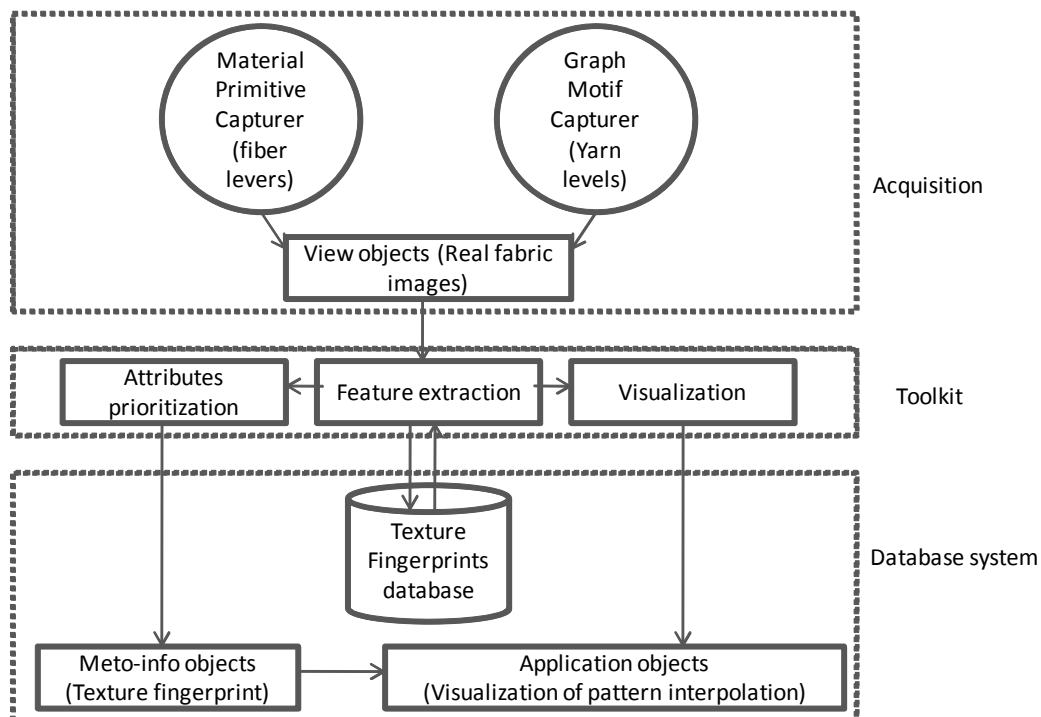 Material
Primitive
Capturer
(fiber
levers)
Graph
Motif
Capturer
(Yarn
levels)
Acquisition
View objects (Real fabric
images)
Attributes
prioritization
Feature extraction
Visualization
Toolkit
Texture
Fingerprints
database
Database system
Meto-info objects
(Texture fingerprint)
Application objects
(Visualization of pattern interpolation)